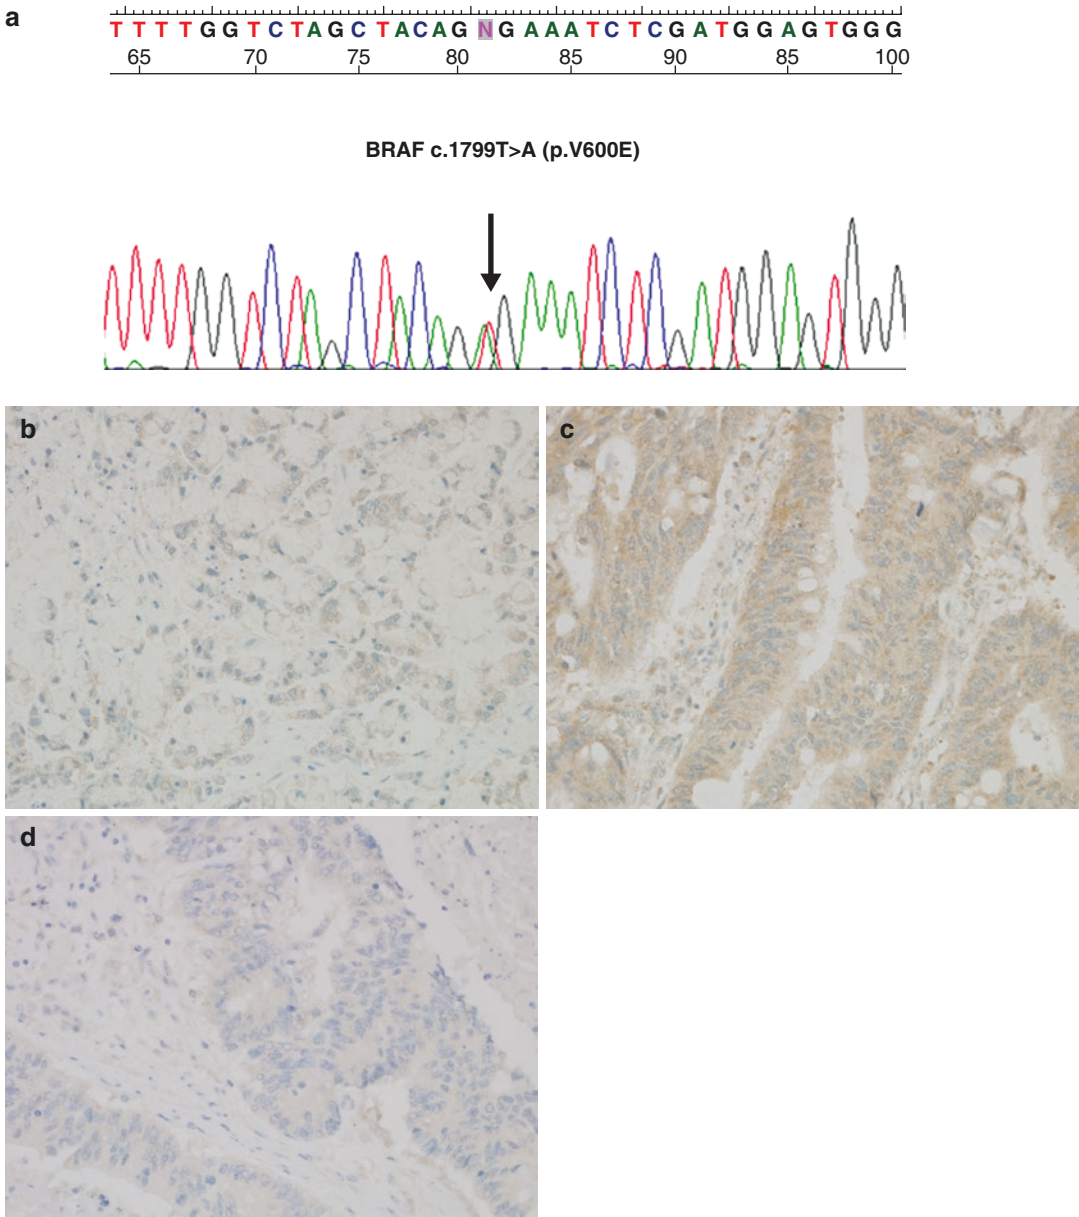 a
T T T T G G T C T A G C T A C A G N G A A A T C T C G A T G G A G T G G G
65 70 75 80 85 90 85 100
BRAF c.1799T>A (p.V600E)
b
c
d